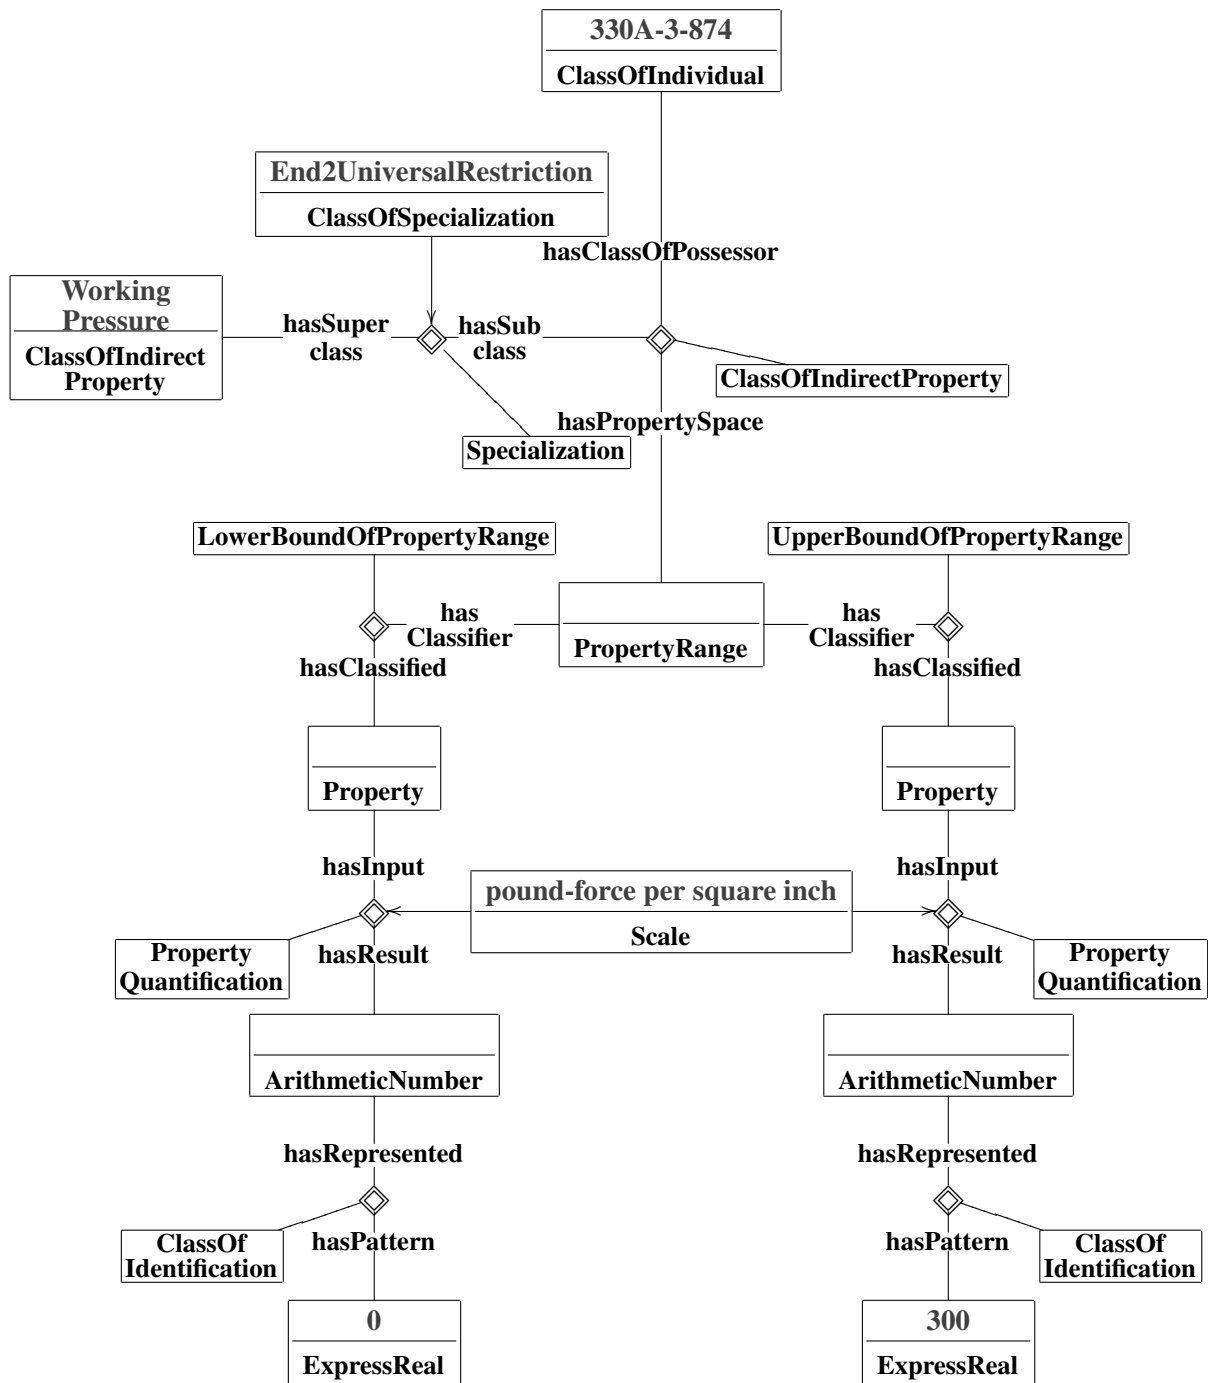 330A-3-874
ClassOfIndividual
End2UniversalRestriction
ClassOfSpecialization
hasClassOfPossessor
Working
Pressure
ClassOfIndirect
Property
hasSuper
class
hasSub
class
ClassOfIndirectProperty
hasPropertySpace
Specialization
LowerBoundOfPropertyRange
UpperBoundOfPropertyRange
has
Classifier
PropertyRange
has
Classifier
hasClassified
hasClassified
Property
Property
hasInput
hasInput
pound-force per square inch
Scale
Property
Quantification
hasResult
hasResult
Property
Quantification
ArithmeticNumber
ArithmeticNumber
hasRepresented
hasRepresented
ClassOf
Identification
hasPattern
hasPattern
ClassOf
Identification
0
ExpressReal
300
ExpressReal